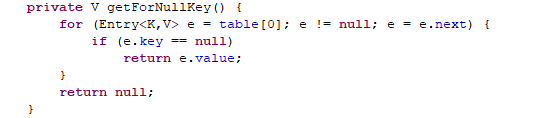 private V getForNullKey() {
    for (Entry<K,V> e = table[0]; e != null; e = e.next) {
        if (e.key == null)
            return e.value;
    }
    return null;
}